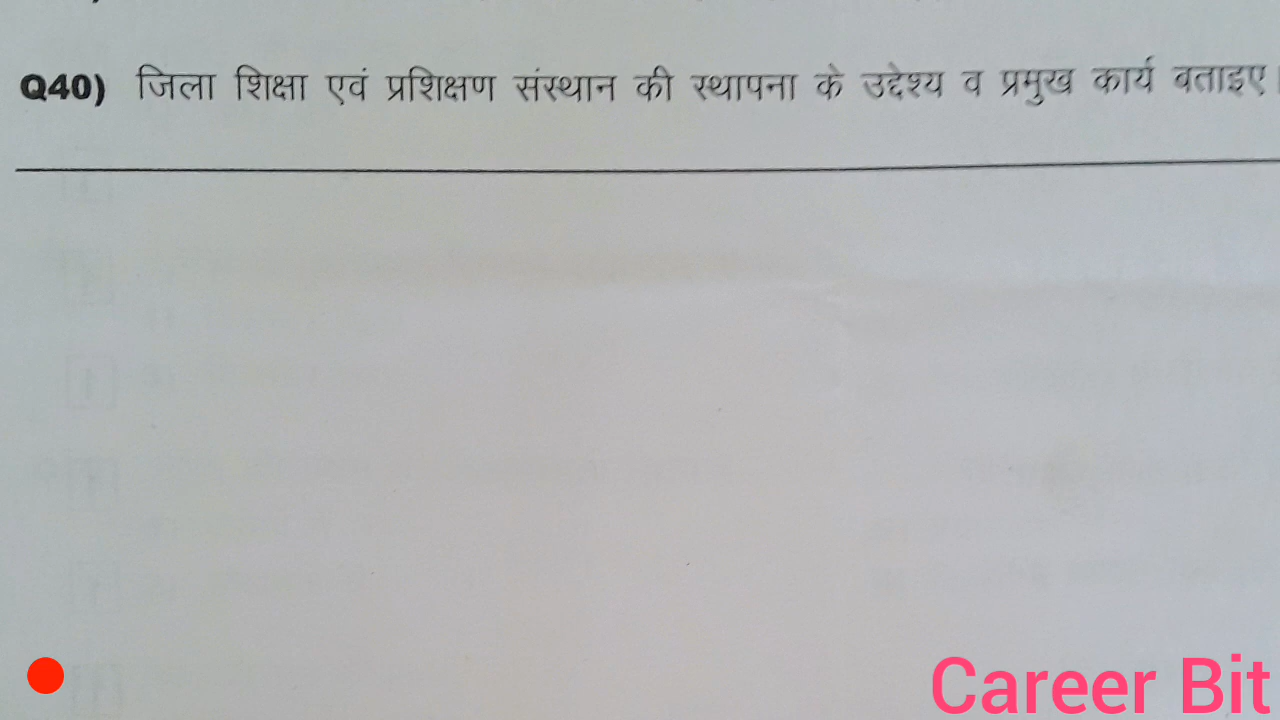 Q40) जिला शिक्षा एवं प्रशिक्षण संस्थान की स्थापना के उद्देश्य व प्रमुख कार्य बताइए।
Career Bit